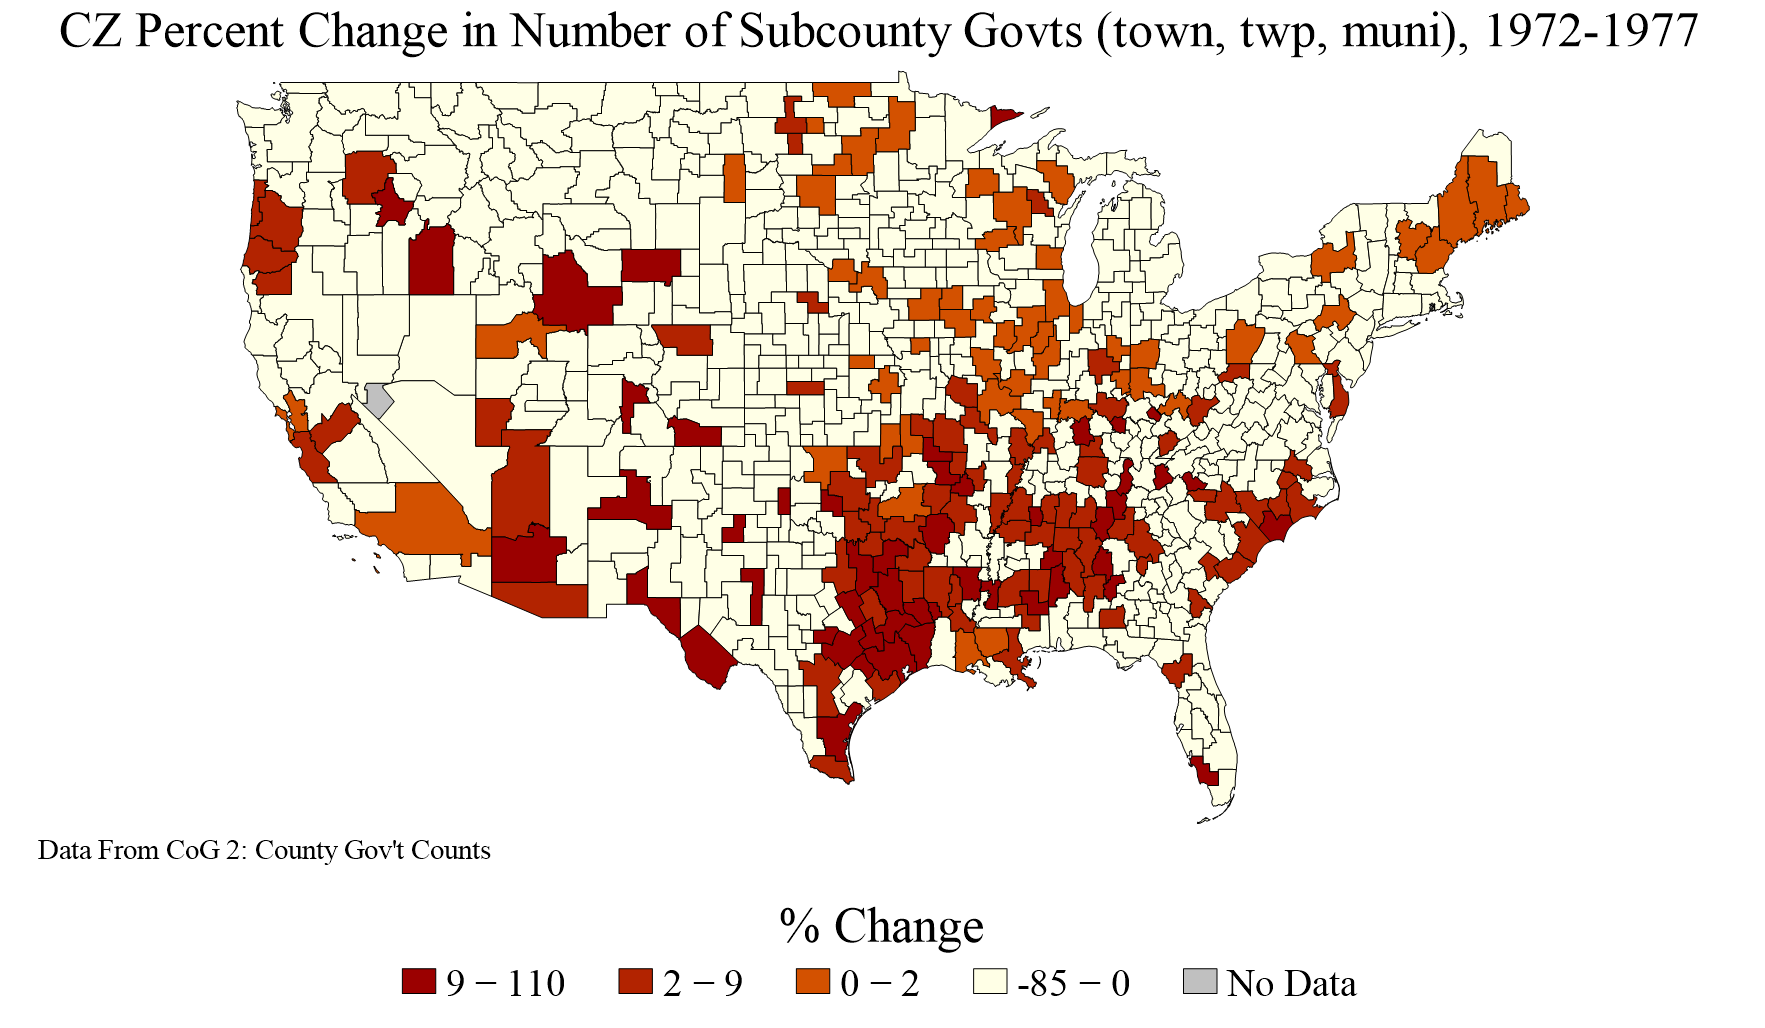 CZ Percent Change in Number of Subcounty Govts (town, twp, muni), 1972-1977
Data From CoG 2: County Gov't Counts
% Change
9 − 110
2 − 9
0 − 2
-85 − 0
No Data